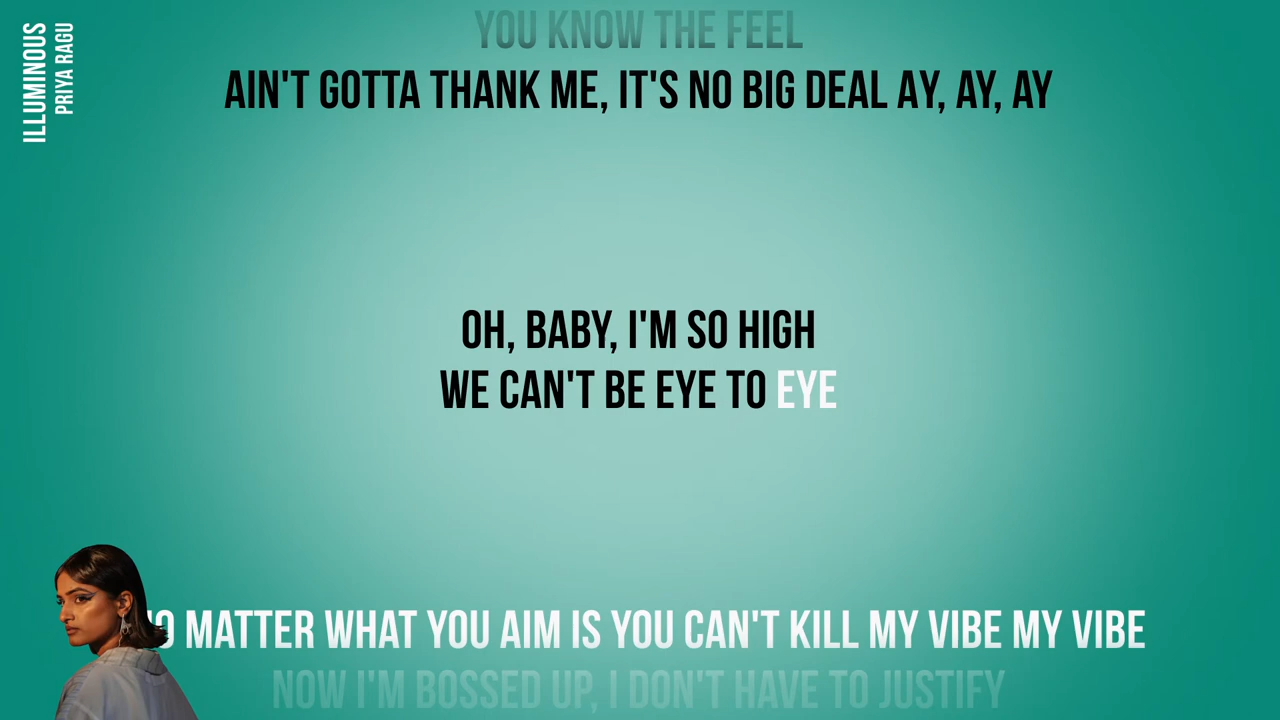 ILLUMINOUS
PRIYA RAGU
YOU KNOW THE FEEL
AIN'T GOTTA THANK ME, IT'S NO BIG DEAL AY, AY, AY
OH, BABY, I'M SO HIGH
WE CAN'T BE EYE TO EYE
MATTER WHAT YOU AIM IS YOU CAN'T KILL MY VIBE MY VIBE
NOW I'M BOSSED UP, I DON'T HAVE TO JUSTIFY